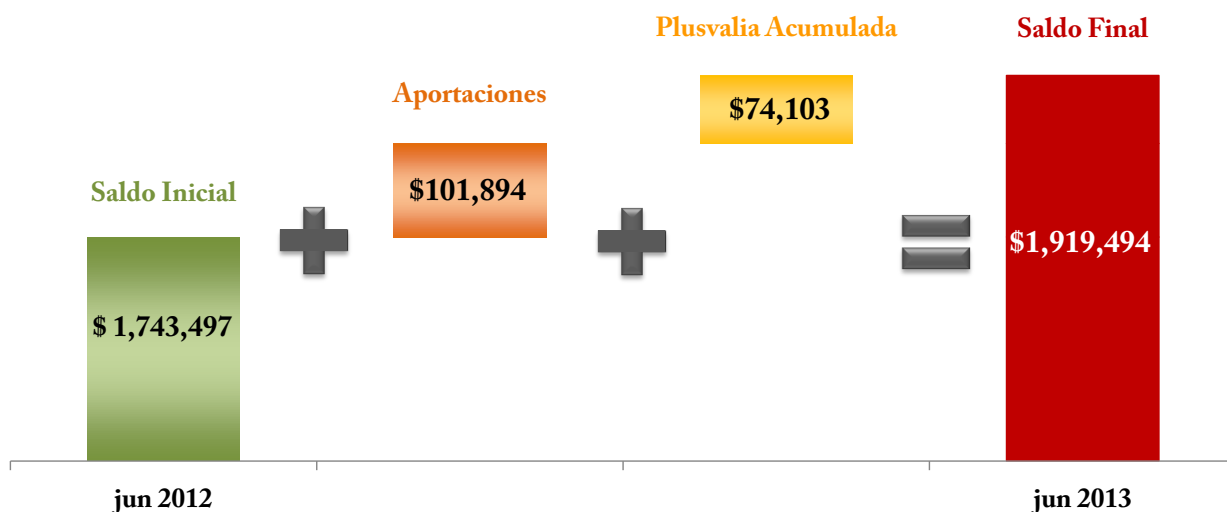 Saldo Inicial
$ 1,743,497
Aportaciones
$101,894
Plusvalia Acumulada
$74,103
Saldo Final
$1,919,494
jun 2012
jun 2013